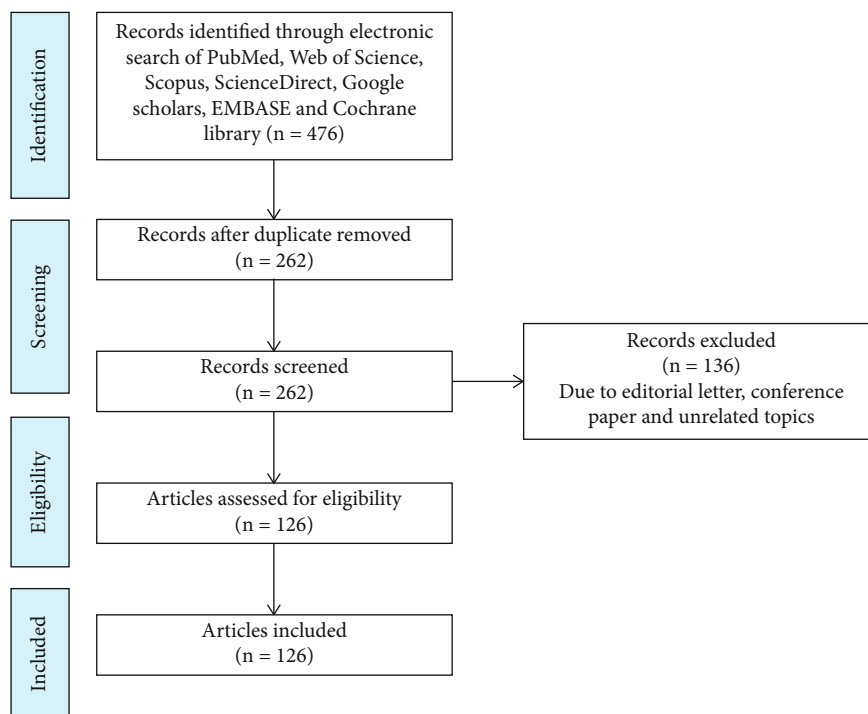 Identification
Records identified through electronic
search of PubMed, Web of Science,
Scopus, ScienceDirect, Google
scholars, EMBASE and Cochrane
library (n = 476)
Screening
Records after duplicate removed
(n = 262)
Records screened
(n = 262)
Records excluded
(n = 136)
Due to editorial letter, conference
paper and unrelated topics
Eligibility
Articles assessed for eligibility
(n = 126)
Included
Articles included
n = 126)